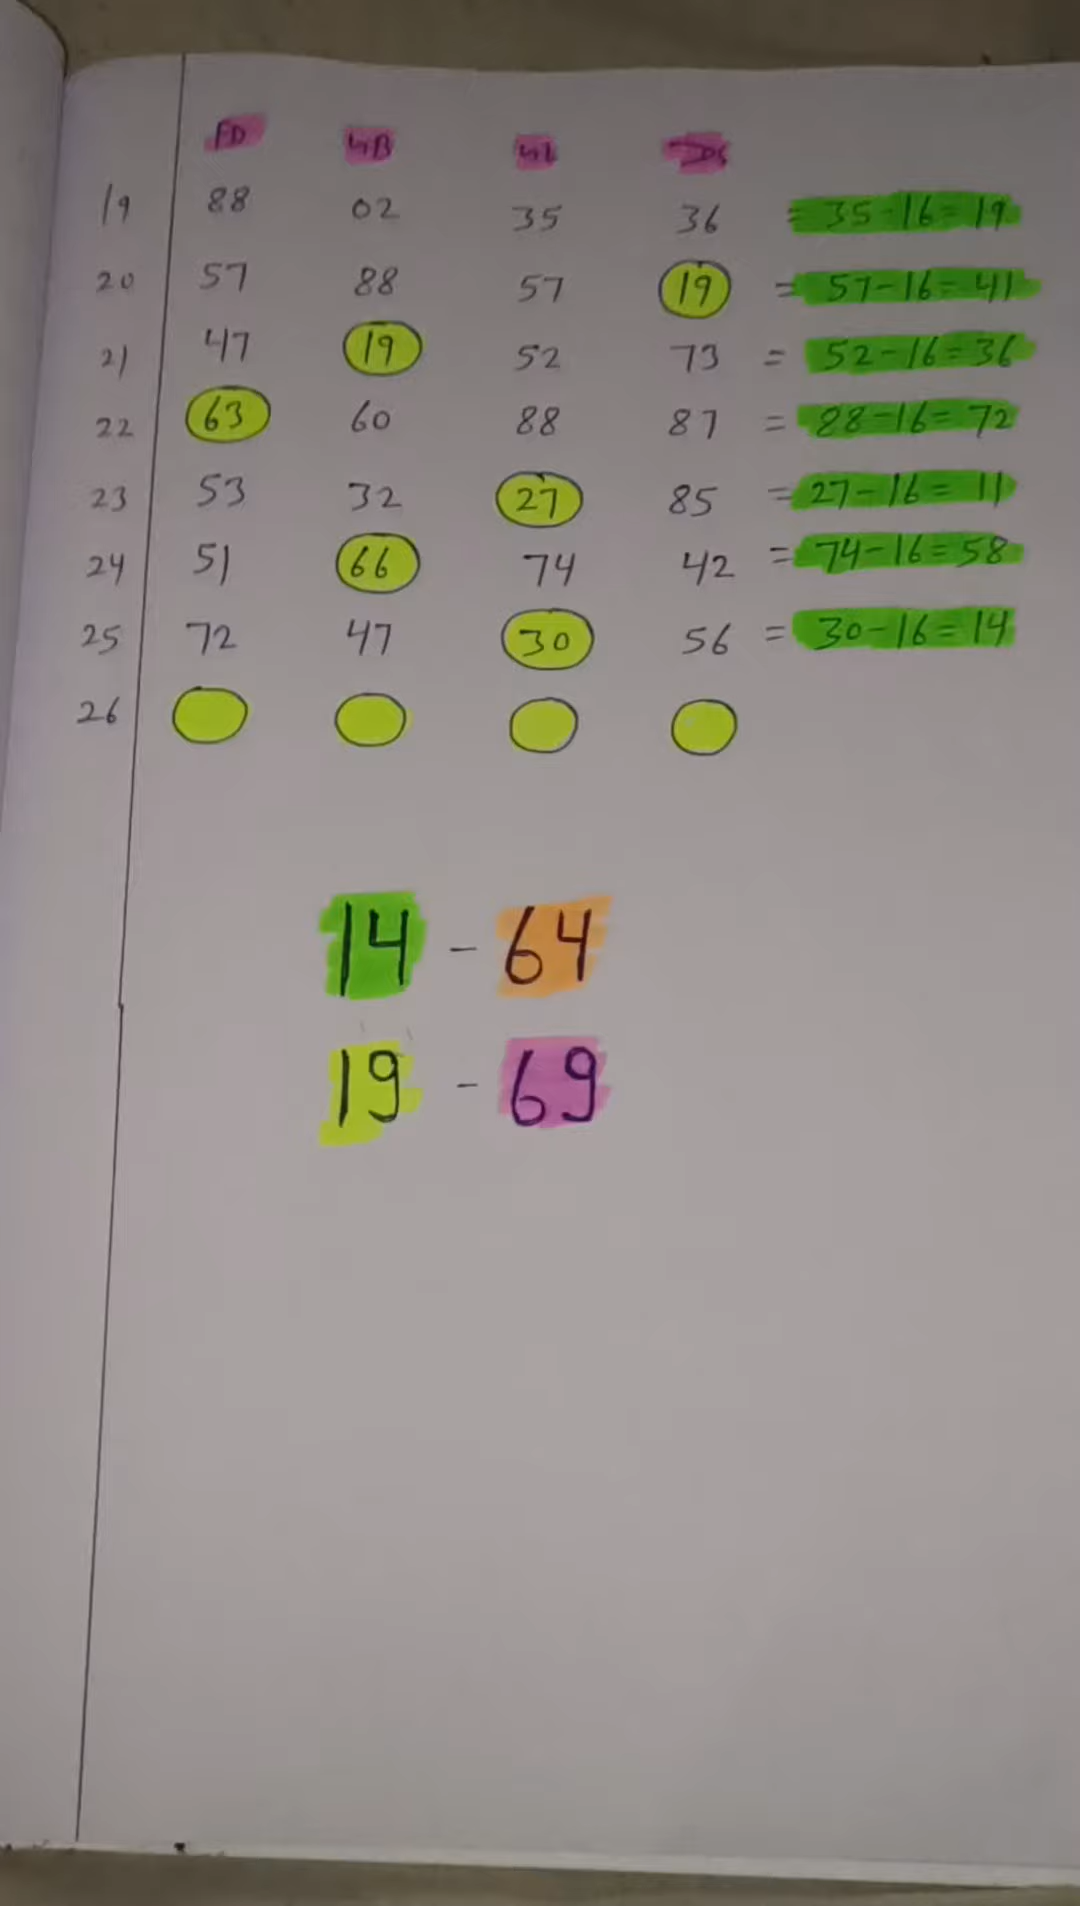 FD GB GL DS
19 88 02 35 36 = 35-16=19
20 57 88 57 19 = 57-16=41
21 47 19 52 73 = 52-16=36
22 63 60 88 87 = 88-16=72
23 53 32 27 85 = 27-16=11
24 51 66 74 42 = 74-16=58
25 72 47 30 56 = 30-16=14
26
14 - 64
19 - 69